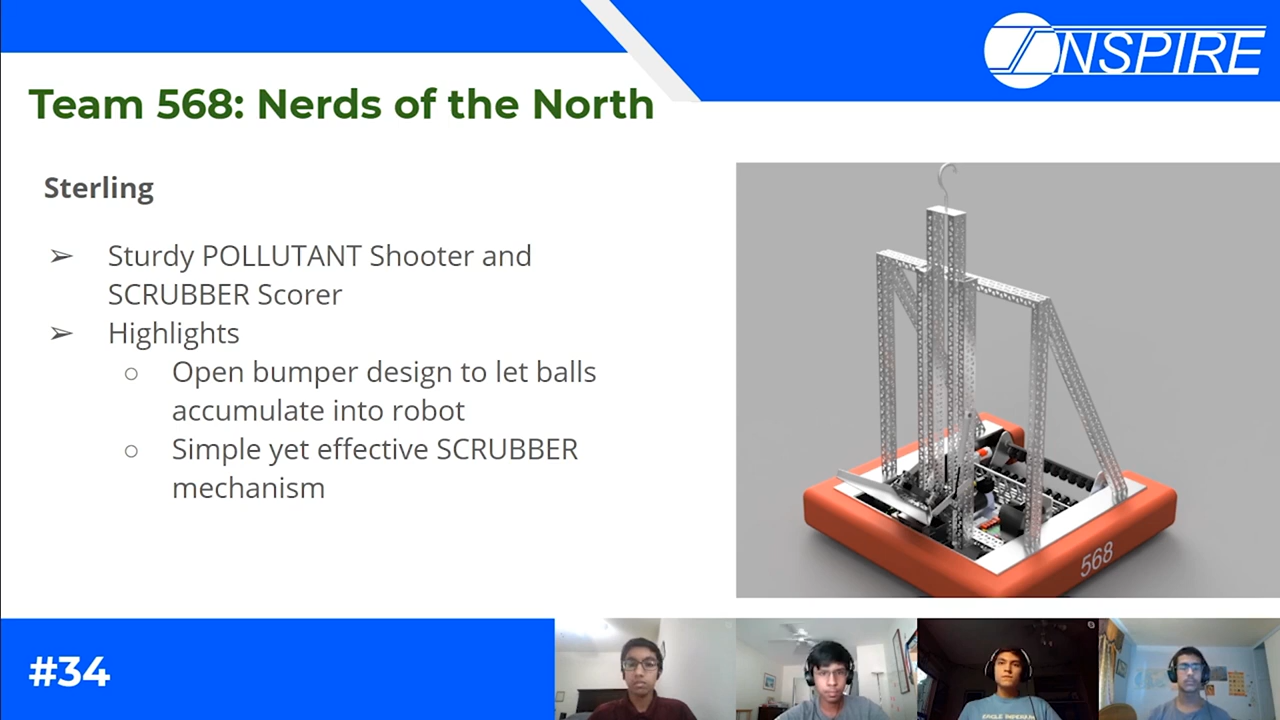 INSPIRE
Team 568: Nerds of the North
Sterling
➢ Sturdy POLLUTANT Shooter and
SCRUBBER Scorer
➢ Highlights
○ Open bumper design to let balls
accumulate into robot
○ Simple yet effective SCRUBBER
mechanism
568
#34